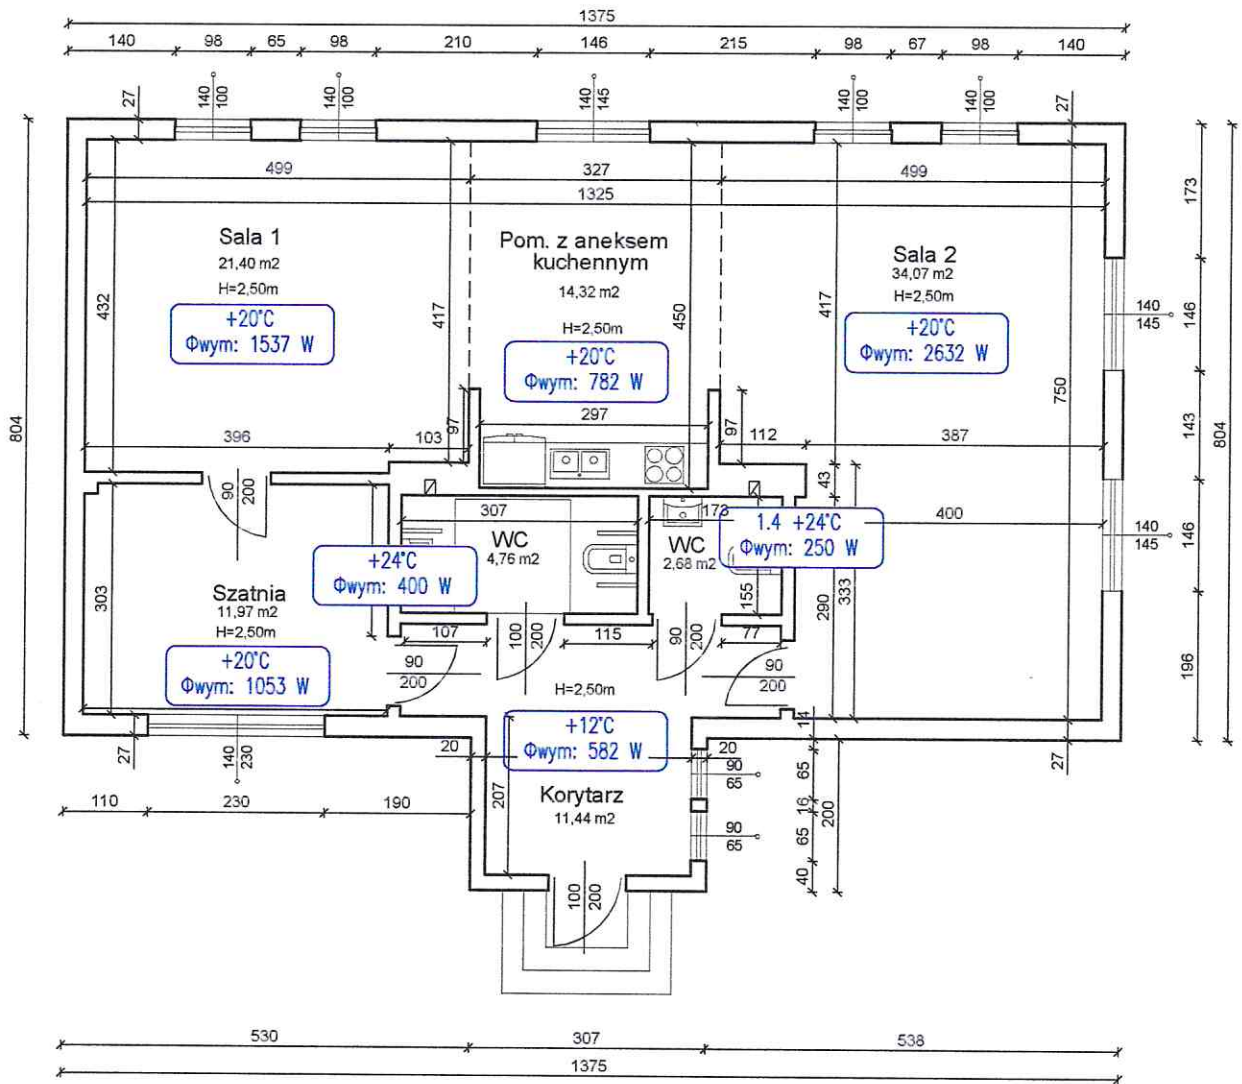 1375
140 98 65 98 210 146 215 98 67 98 140
27 140 100 140 100 140 145 140 100 140 100 27
499 327 499
1325
173
Sala 1
21,40 m2
H=2,50m
+20°C
Φwym: 1537 W
432
417
Pom. z aneksem
kuchennym
14,32 m2
H=2,50m
+20°C
Φwym: 782 W
450
Sala 2
34,07 m2
H=2,50m
+20°C
Φwym: 2632 W
417
750
140
145
146
804
804
396 103 97 297 97 112 387
143
43
90
200
307
WC
4,76 m2
+24°C
Φwym: 400 W
173
WC
2,68 m2
1.4 +24°C
Φwym: 250 W
400
140
145
146
155
290
333
303
Szatnia
11,97 m2
H=2,50m
+20°C
Φwym: 1053 W
107 100 200 115 90 200 77
90
200
90
200
196
H=2,50m
+12°C
Φwym: 582 W
14
27 140 230 20 20 27
207
Korytarz
11,44 m2
90
65
90
65
65
16
65
40
200
110 230 190
100
200
530 307 538
1375